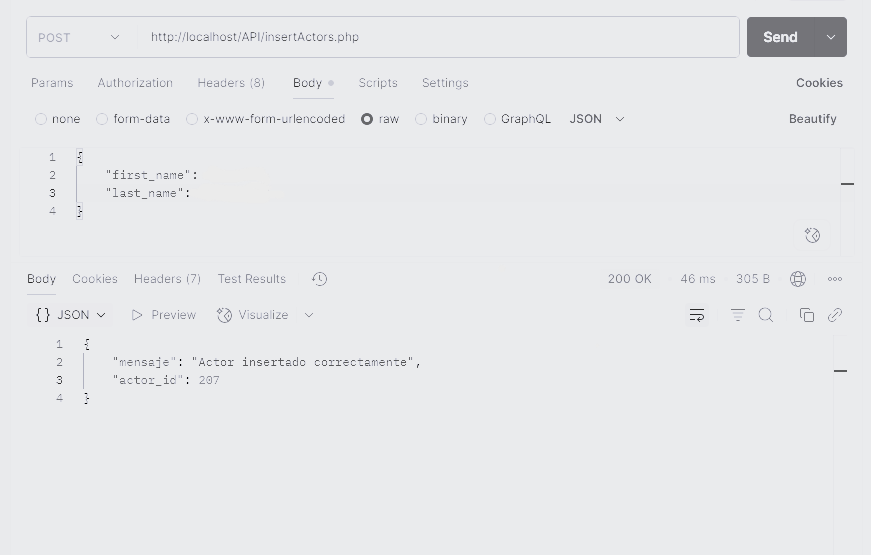 POST http://localhost/API/insertActors.php Send
Params Authorization Headers (8) Body Scripts Settings Cookies
none form-data x-www-form-urlencoded raw binary GraphQL JSON Beautify
1 {
2 "first_name":
3 "last_name":
4 }
Body Cookies Headers (7) Test Results 200 OK 46 ms 305 B
{} JSON Preview Visualize
1 {
2 "mensaje": "Actor insertado correctamente",
3 "actor_id": 207
4 }